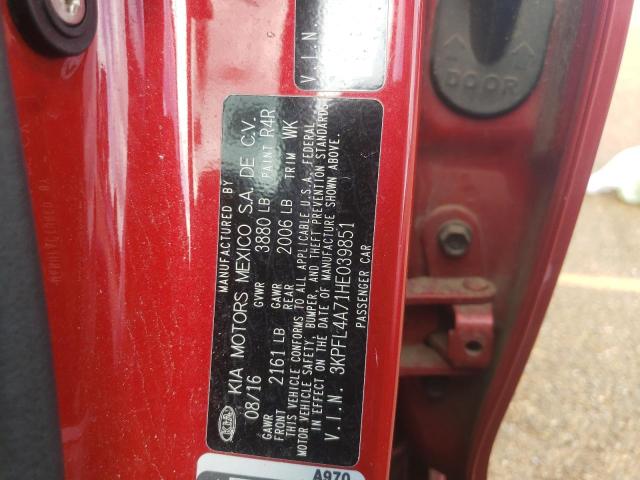 V.I.N
DOOR
KIA
MANUFACTURED BY
KIA MOTORS MEXICO S.A. DE C.V.
08/16 GVWR 3880 LB PAINT R4R
GAWR FRONT 2161 LB GAWR REAR 2006 LB TRIM WK
THIS VEHICLE CONFORMS TO ALL APPLICABLE U.S.A. FEDERAL
MOTOR VEHICLE SAFETY, BUMPER, AND THEFT PREVENTION STANDARDS
IN EFFECT ON THE DATE OF MANUFACTURE SHOWN ABOVE.
V.I.N. 3KPFL4A71HE039851
PASSENGER CAR
A970